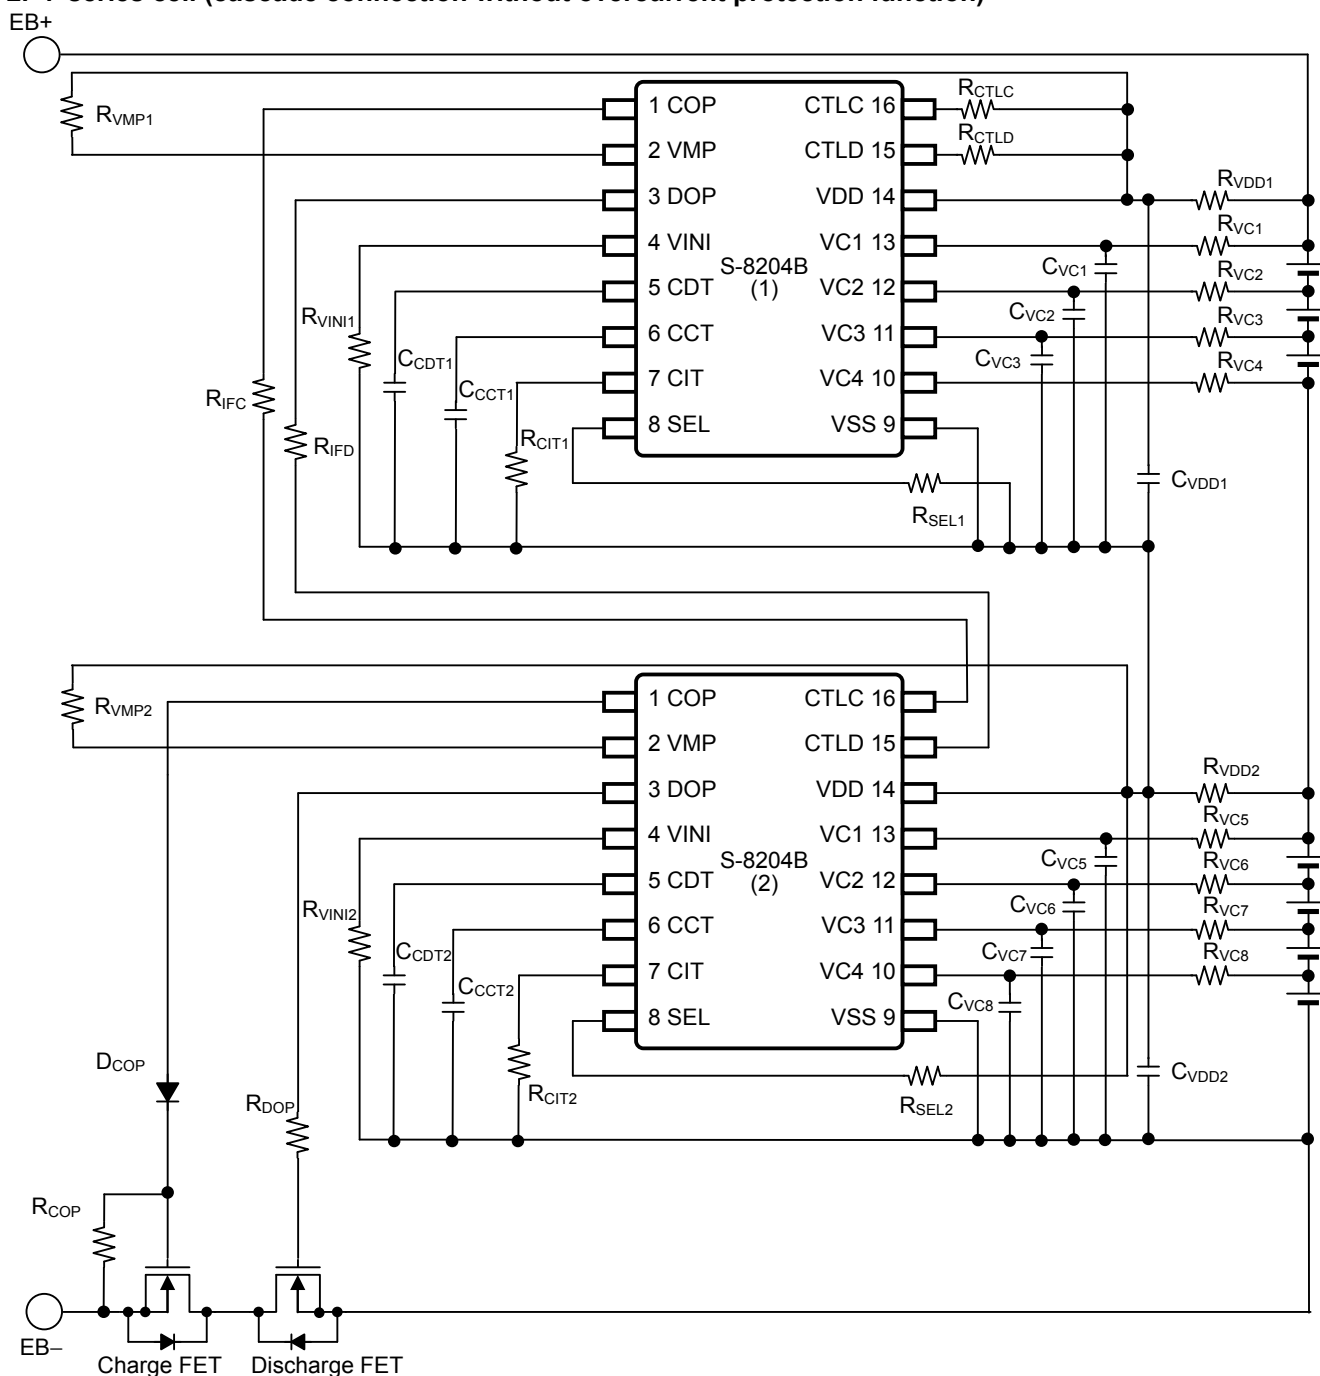 2. 7-series cell (cascade connection without overcurrent protection function)
EB+
RVMP1
1 COP
2 VMP
3 DOP
4 VINI
5 CDT
6 CCT
7 CIT
8 SEL
S-8204B
(1)
CTLC 16
CTLD 15
VDD 14
VC1 13
VC2 12
VC3 11
VC4 10
VSS 9
RCTLC
RCTLD
RVDD1
RVC1
RVC2
RVC3
RVC4
CVC1
CVC2
CVC3
CVDD1
RVINI1
CCDT1
CCCT1
RCIT1
RIFC
RIFD
RSEL1
RVMP2
1 COP
2 VMP
3 DOP
4 VINI
5 CDT
6 CCT
7 CIT
8 SEL
S-8204B
(2)
CTLC 16
CTLD 15
VDD 14
VC1 13
VC2 12
VC3 11
VC4 10
VSS 9
RVDD2
RVC5
RVC6
RVC7
RVC8
CVC5
CVC6
CVC7
CVC8
CVDD2
RVINI2
CCDT2
CCCT2
RCIT2
RSEL2
DCOP
RDOP
RCOP
EB−
Charge FET
Discharge FET